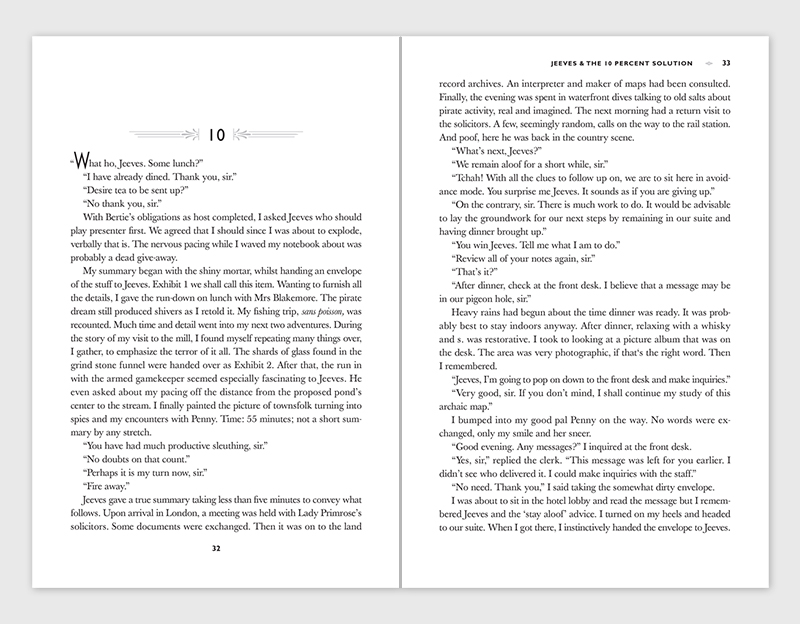 10
“What ho, Jeeves. Some lunch?”
“I have already dined. Thank you, sir.”
“Desire tea to be sent up?”
“No thank you, sir.”
With Bertie’s obligations as host completed, I asked Jeeves who should
play presenter first. We agreed that I should since I was about to explode,
verbally that is. The nervous pacing while I waved my notebook about was
probably a dead give-away.
My summary began with the shiny mortar, whilst handing an envelope
of the stuff to Jeeves. Exhibit 1 we shall call this item. Wanting to furnish all
the details, I gave the run-down on lunch with Mrs Blakemore. The pirate
dream still produced shivers as I retold it. My fishing trip, sans poisson, was
recounted. Much time and detail went into my next two adventures. During
the story of my visit to the mill, I found myself repeating many things over,
I gather, to emphasize the terror of it all. The shards of glass found in the
grind stone funnel were handed over as Exhibit 2. After that, the run in
with the armed gamekeeper seemed especially fascinating to Jeeves. He
even asked about my pacing off the distance from the proposed pond’s
center to the stream. I finally painted the picture of townsfolk turning into
spies and my encounters with Penny. Time: 55 minutes; not a short sum-
mary by any stretch.
“You have had much productive sleuthing, sir.”
“No doubts on that count.”
“Perhaps it is my turn now, sir.”
“Fire away.”
Jeeves gave a true summary taking less than five minutes to convey what
follows. Upon arrival in London, a meeting was held with Lady Primrose’s
solicitors. Some documents were exchanged. Then it was on to the land
32
JEEVES & THE 10 PERCENT SOLUTION 33
record archives. An interpreter and maker of maps had been consulted.
Finally, the evening was spent in waterfront dives talking to old salts about
pirate activity, real and imagined. The next morning had a return visit to
the solicitors. A few, seemingly random, calls on the way to the rail station.
And poof, here he was back in the country scene.
“What’s next, Jeeves?”
“We remain aloof for a short while, sir.”
“Tchah! With all the clues to follow up on, we are to sit here in avoid-
ance mode. You surprise me Jeeves. It sounds as if you are giving up.”
“On the contrary, sir. There is much work to do. It would be advisable
to lay the groundwork for our next steps by remaining in our suite and
having dinner brought up.”
“You win Jeeves. Tell me what I am to do.”
“Review all of your notes again, sir.”
“That’s it?”
“After dinner, check at the front desk. I believe that a message may be
in our pigeon hole, sir.”
Heavy rains had begun about the time dinner was ready. It was prob-
ably best to stay indoors anyway. After dinner, relaxing with a whisky
and s. was restorative. I took to looking at a picture album that was on
the desk. The area was very photographic, if that‘s the right word. Then
I remembered.
“Jeeves, I’m going to pop on down to the front desk and make inquiries.”
“Very good, sir. If you don’t mind, I shall continue my study of this
archaic map.”
I bumped into my good pal Penny on the way. No words were ex-
changed, only my smile and her sneer.
“Good evening. Any messages?” I inquired at the front desk.
“Yes, sir,” replied the clerk. “This message was left for you earlier. I
didn’t see who delivered it. I could make inquiries with the staff.”
“No need. Thank you,” I said taking the somewhat dirty envelope.
I was about to sit in the hotel lobby and read the message but I remem-
bered Jeeves and the ‘stay aloof’ advice. I turned on my heels and headed
to our suite. When I got there, I instinctively handed the envelope to Jeeves.